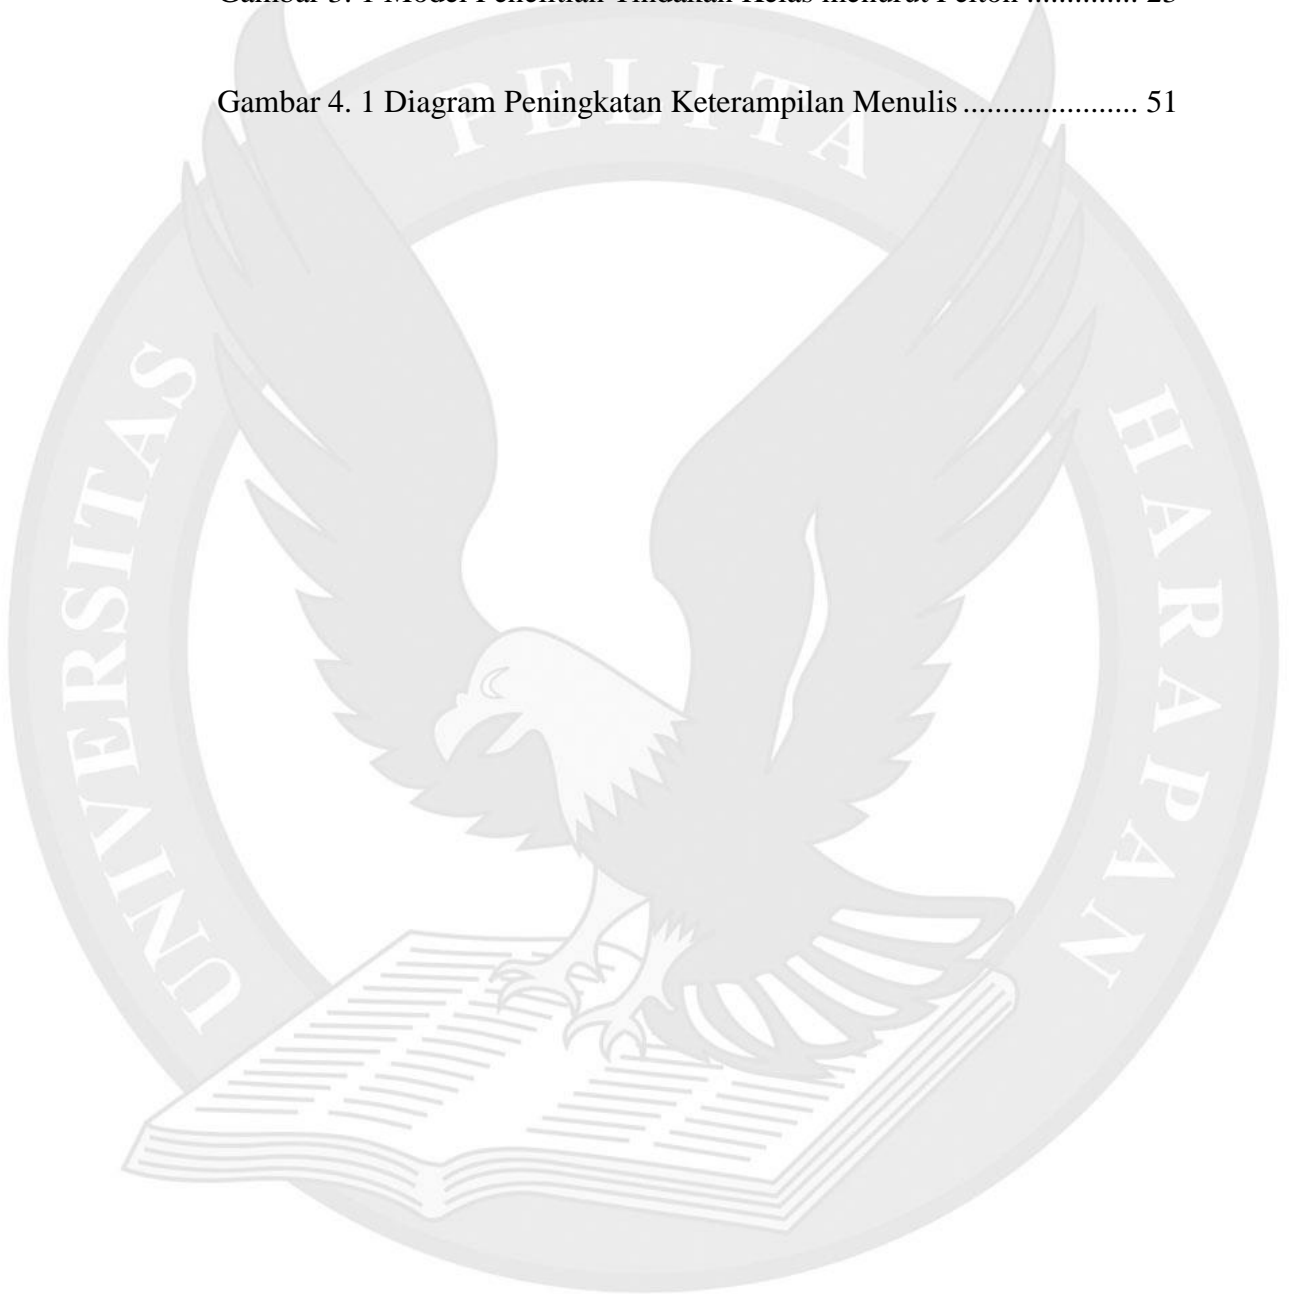 Gambar 3. 1 Model Penelitian Tindakan Kelas menurut Pelton .............. 25
Gambar 4. 1 Diagram Peningkatan Keterampilan Menulis ...................... 51
UNIVERSITAS PELITA HARAPAN